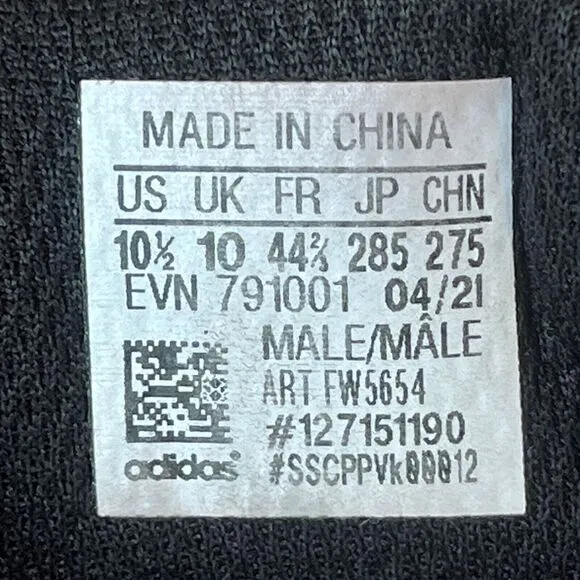 MADE IN CHINA
US UK FR JP CHN
10½ 10 44⅔ 285 275
EVN 791001 04/21
MALE/MÂLE
ART FW5654
#127151190
adidas #SSCPPVk00012